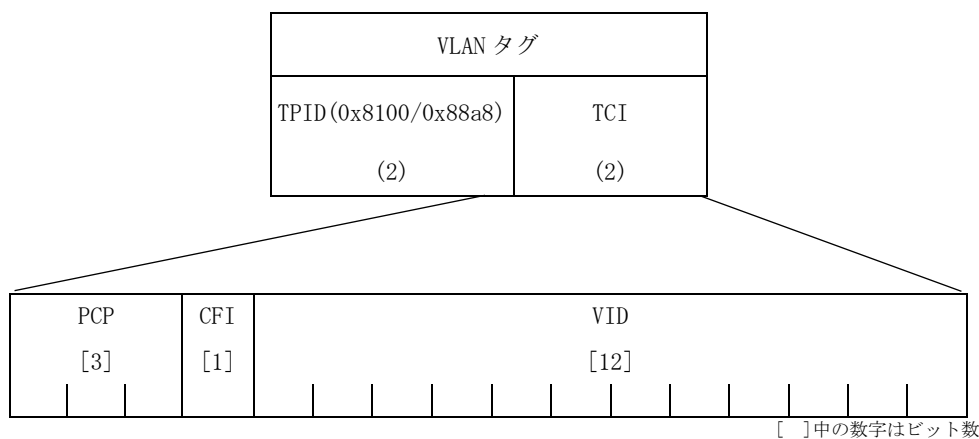 VLAN タグ
TPID(0x8100/0x88a8)
(2)
TCI
(2)
PCP
[3]
CFI
[1]
VID
[12]
[　]中の数字はビット数